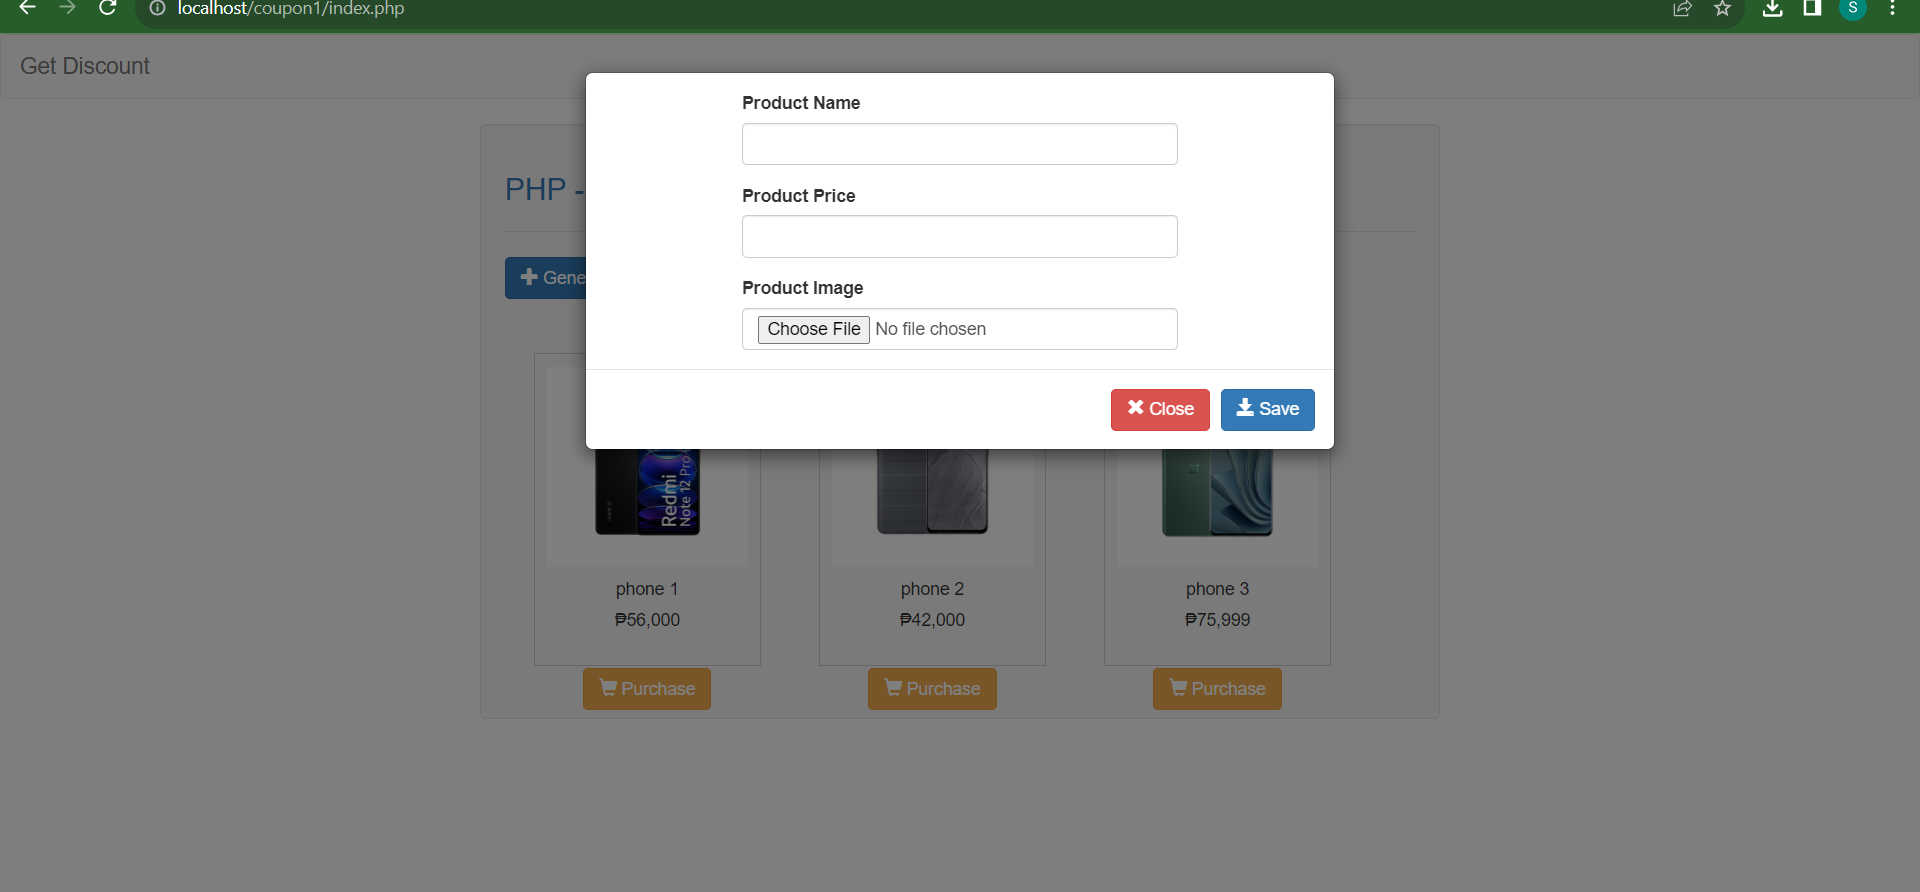 localhost/coupon1/index.php
S
Get Discount
Product Name
PHP -
Product Price
Gene
Product Image
Choose File No file chosen
Close Save
Redmi
Note 12 Pro
phone 1 phone 2 phone 3
₱56,000 ₱42,000 ₱75,999
Purchase Purchase Purchase